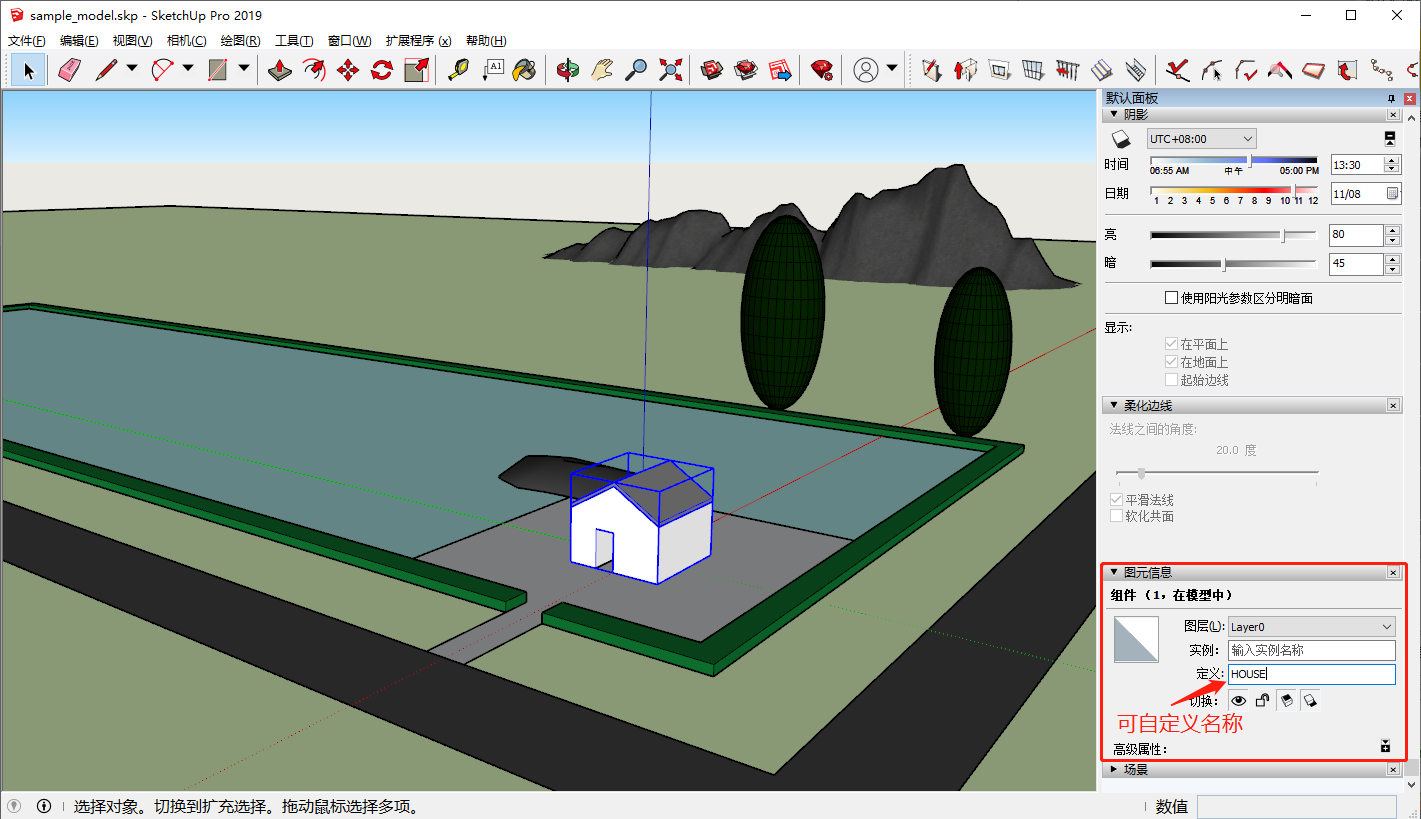 sample_model.skp - SketchUp Pro 2019
文件(F) 编辑(E) 视图(V) 相机(C) 绘图(R) 工具(T) 窗口(W) 扩展程序 (x) 帮助(H)
A1
默认面板
阴影
UTC+08:00
时间
06:55 AM 中午 05:00 PM
13:30
日期
1 2 3 4 5 6 7 8 9 10 11 12
11/08
亮 80
暗 45
使用阳光参数区分明暗面
显示:
在平面上
在地面上
起始边线
柔化边线
法线之间的角度:
20.0 度
平滑法线
软化共面
图元信息
组件 (1, 在模型中)
图层(L): Layer0
实例: 输入实例名称
定义: HOUSE
切换:
可自定义名称
高级属性:
场景
选择对象。切换到扩充选择。拖动鼠标选择多项。
数值